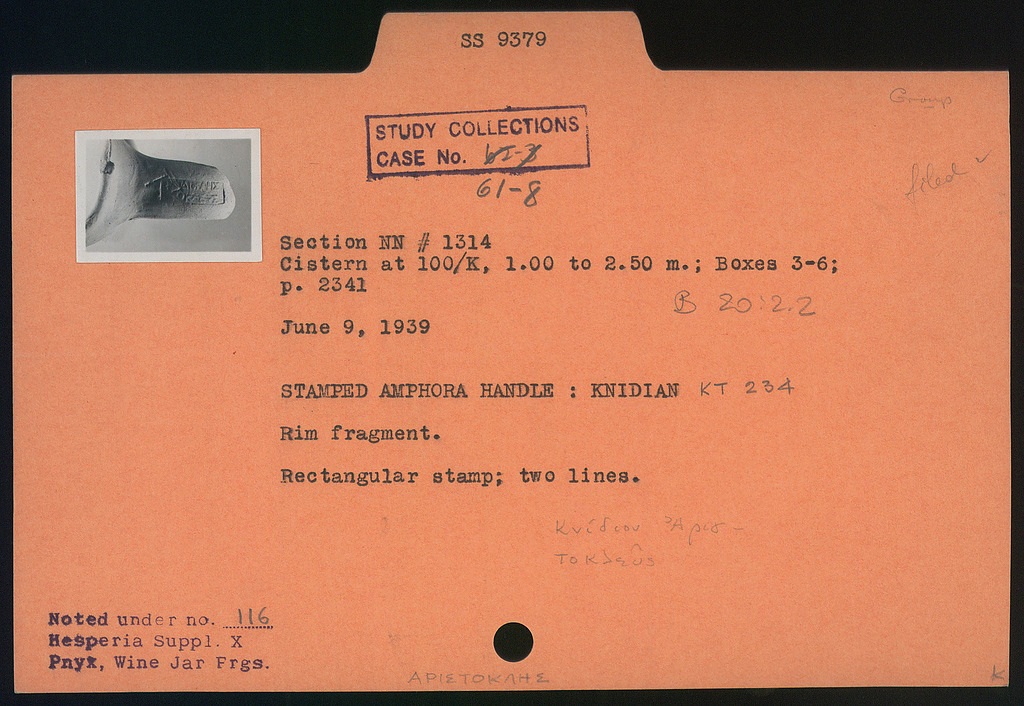 SS 9379
Group
STUDY COLLECTIONS
CASE No.
61-8
filed ✓
Section NN # 1314
Cistern at 100/K, 1.00 to 2.50 m.; Boxes 3-6;
p. 2341
B 20:2.2
June 9, 1939
STAMPED AMPHORA HANDLE : KNIDIAN KT 234
Rim fragment.
Rectangular stamp; two lines.
Κνίδιον Ἀρισ-
τοκλεῦς
Noted under no. 116
Hesperia Suppl. X
Pnyx, Wine Jar Frgs.
ΑΡΙΣΤΟΚΛΗΣ
K